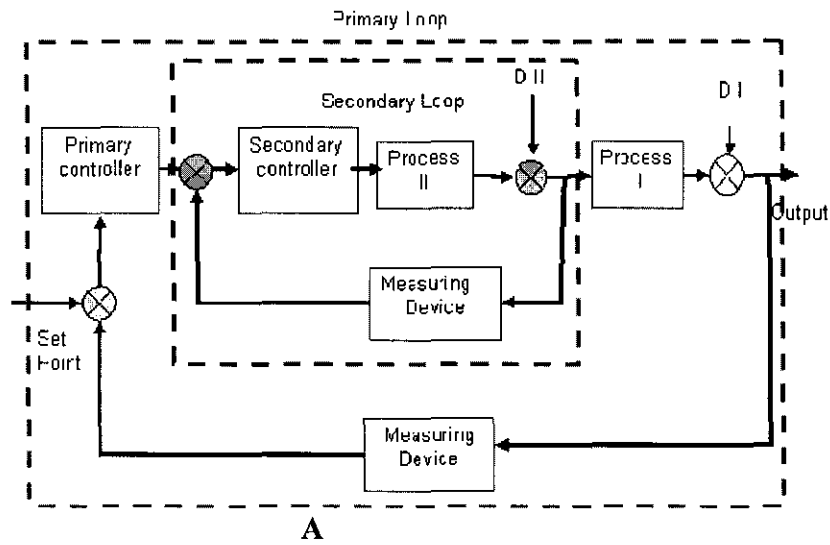 Primary Loop
D II
Secondary Loop
D I
Primary
controller
Secondary
controller
Process
II
Process
I
Output
Measuring
Device
Set
Point
Measuring
Device
A